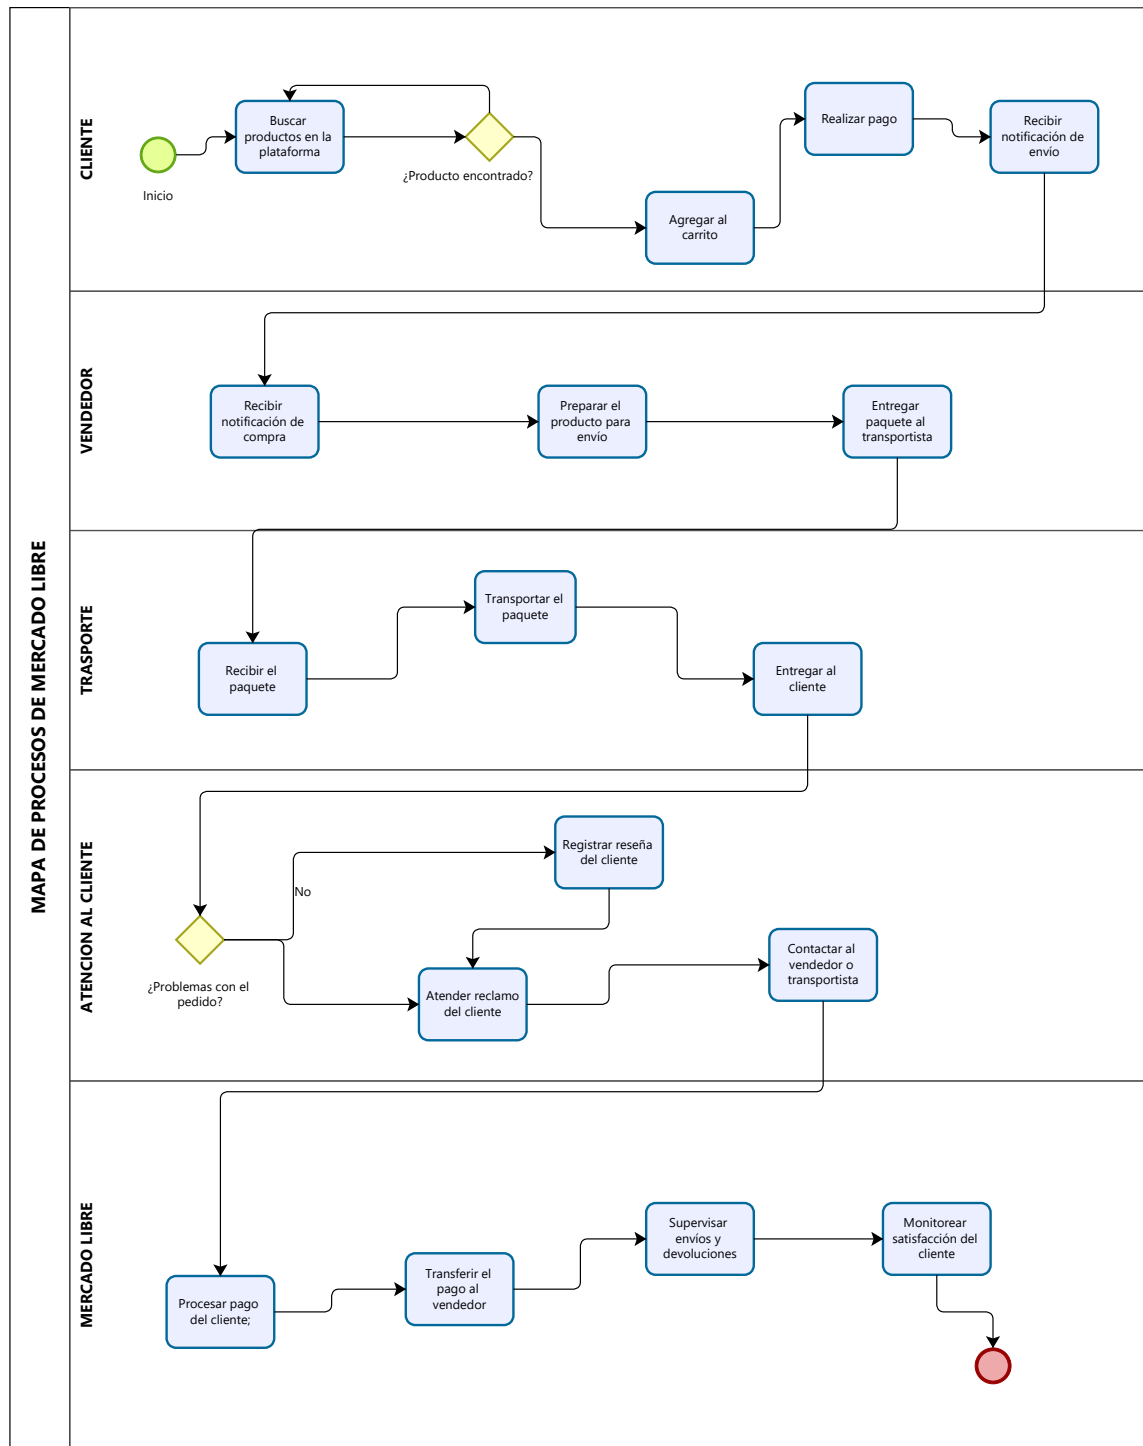 MAPA DE PROCESOS DE MERCADO LIBRE
CLIENTE
Inicio
Buscar
productos en la
plataforma
¿Producto encontrado?
Agregar al
carrito
Realizar pago
Recibir
notificación de
envío
VENDEDOR
Recibir
notificación de
compra
Preparar el
producto para
envío
Entregar
paquete al
transportista
TRASPORTE
Recibir el
paquete
Transportar el
paquete
Entregar al
cliente
ATENCION AL CLIENTE
¿Problemas con el
pedido?
No
Registrar reseña
del cliente
Atender reclamo
del cliente
Contactar al
vendedor o
transportista
MERCADO LIBRE
Procesar pago
del cliente;
Transferir el
pago al
vendedor
Supervisar
envíos y
devoluciones
Monitorear
satisfacción del
cliente